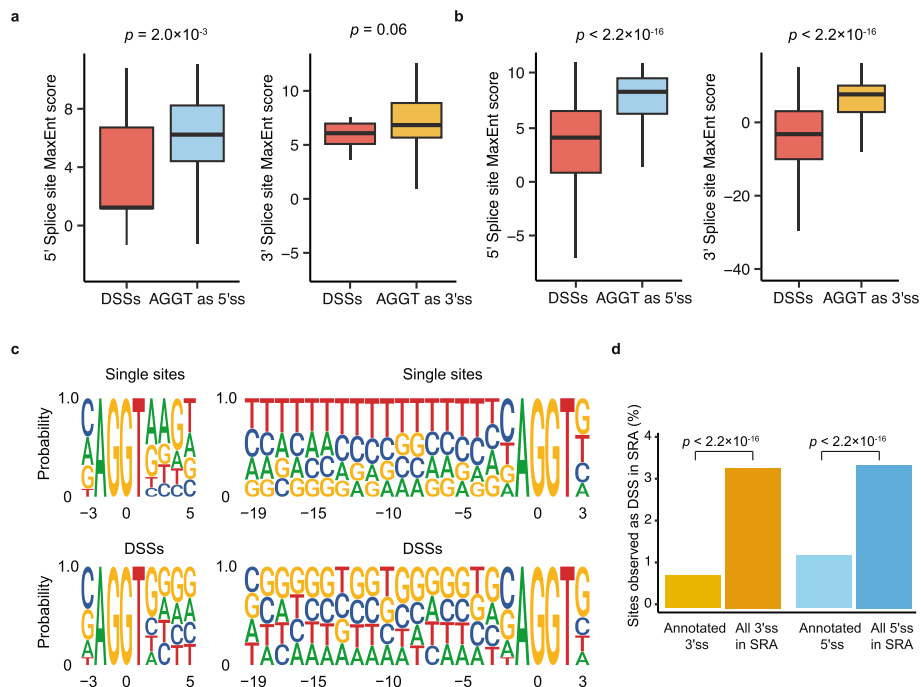 a
p = 2.0×10-3
5' Splice site MaxEnt score
8
4
0
DSSs
AGGT as 5'ss
p = 0.06
3' Splice site MaxEnt score
10
5
0
−5
DSSs
AGGT as 3'ss
b
p < 2.2×10-16
5' Splice site MaxEnt score
10
5
0
−5
DSSs
AGGT as 5'ss
p < 2.2×10-16
3' Splice site MaxEnt score
0
−20
−40
DSSs
AGGT as 3'ss
c
Single sites
Probability
1.0
0
−3
0
5
Single sites
1.0
0
−19
−15
−10
−5
0
3
DSSs
Probability
1.0
0
−3
0
5
DSSs
1.0
0
−19
−15
−10
−5
0
3
d
Sites observed as DSS in SRA (%)
4
3
2
1
0
p < 2.2×10-16
p < 2.2×10-16
Annotated
3'ss
All 3'ss
in SRA
Annotated
5'ss
All 5'ss
in SRA